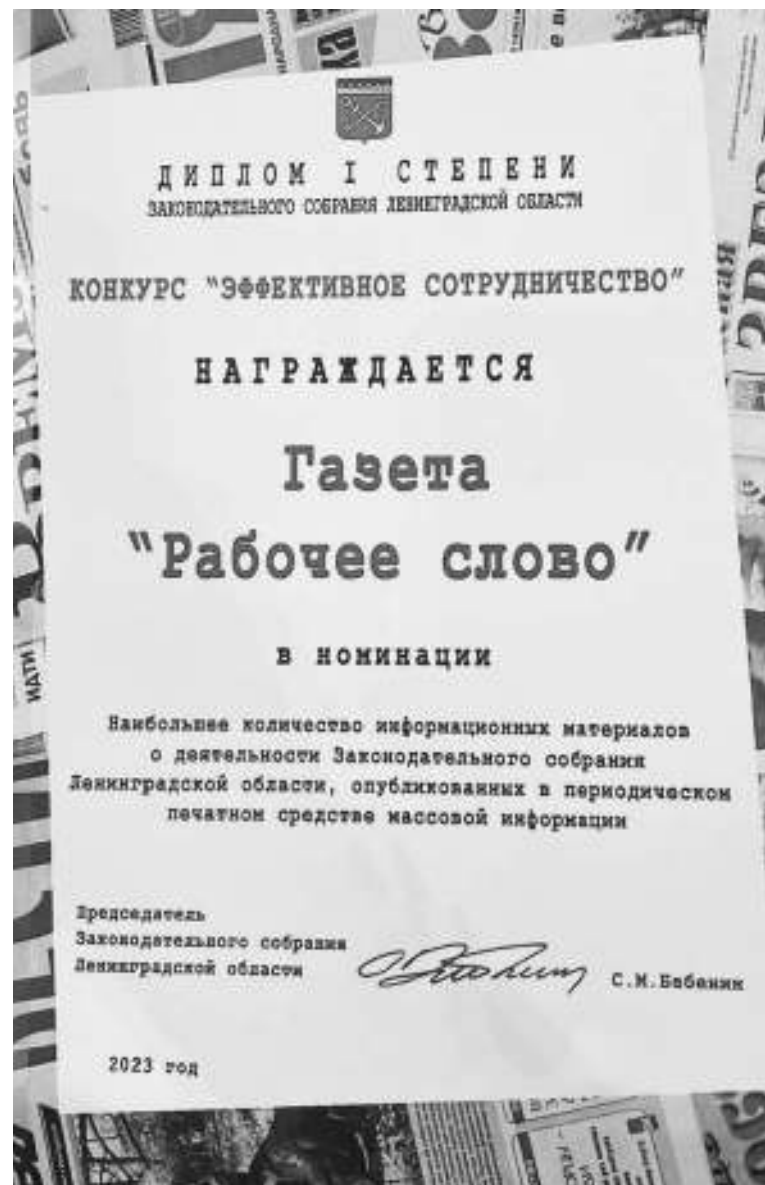 ДИПЛОМ I СТЕПЕНИ
ЗАКОНОДАТЕЛЬНОГО СОБРАНИЯ ЛЕНИНГРАДСКОЙ ОБЛАСТИ
КОНКУРС "ЭФФЕКТИВНОЕ СОТРУДНИЧЕСТВО"
НАГРАЖДАЕТСЯ
Газета
"Рабочее слово"
в номинации
Наибольшее количество информационных материалов
о деятельности Законодательного собрания
Ленинградской области, опубликованных в периодическом
печатном средстве массовой информации
Председатель
Законодательного собрания
Ленинградской области
С.М.Бебенин
2023 год
ИДТИ